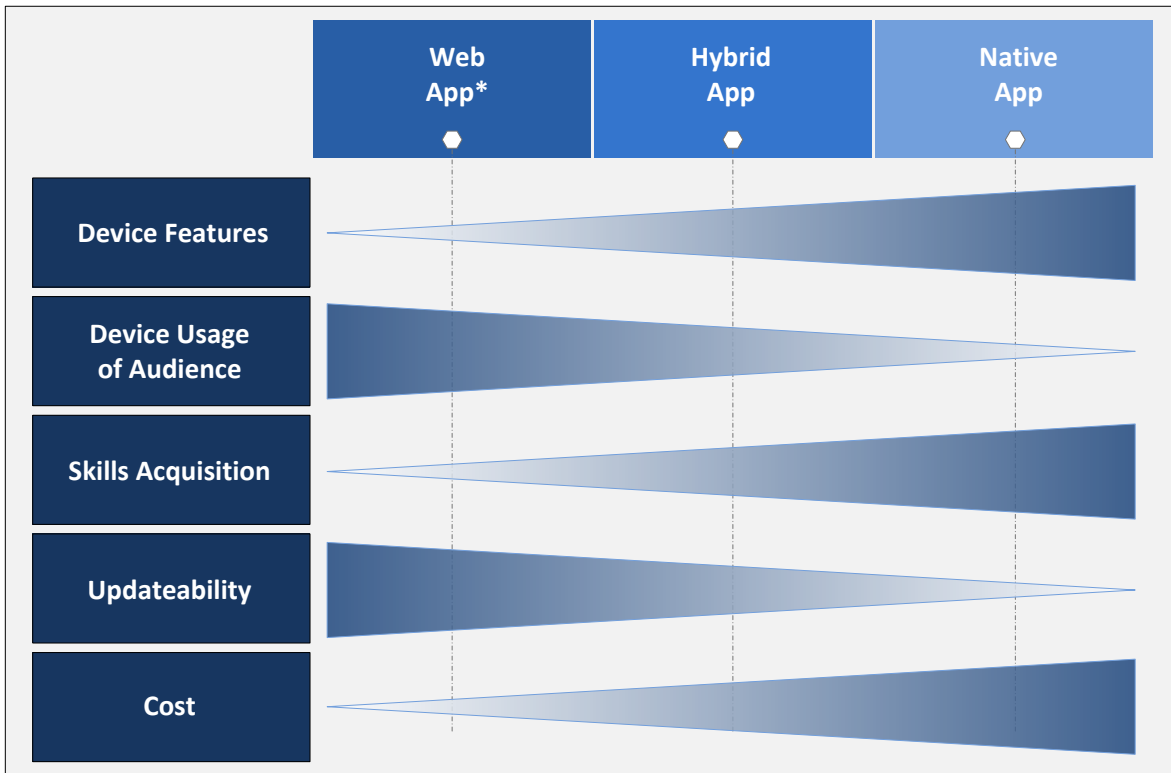 Web
App*
Hybrid
App
Native
App
Device Features
Device Usage
of Audience
Skills Acquisition
Updateability
Cost